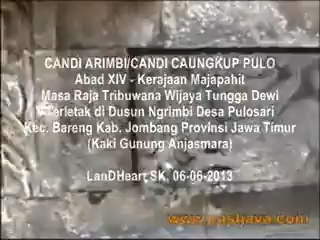 CANDI ARIMBI/CANDI CAUNGKUP PULO
Abad XIV - Kerajaan Majapahit
Masa Raja Tribuwana Wijaya Tungga Dewi
Terletak di Dusun Ngrimbi Desa Pulosari
Kec. Bareng Kab. Jombang Provinsi Jawa Timur
(Kaki Gunung Anjasmara)
LanDHeart SK, 06-06-2013